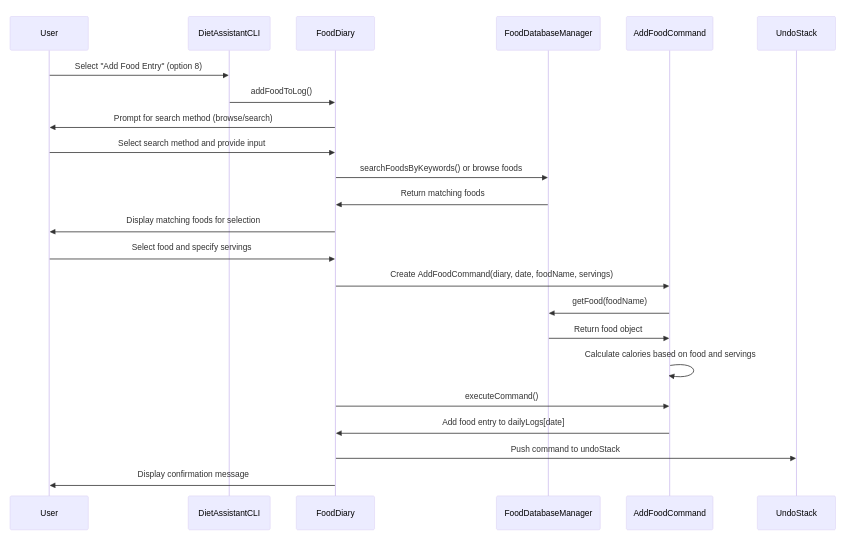 User
DietAssistantCLI
FoodDiary
FoodDatabaseManager
AddFoodCommand
UndoStack
Select "Add Food Entry" (option 8)
addFoodToLog()
Prompt for search method (browse/search)
Select search method and provide input
searchFoodsByKeywords() or browse foods
Return matching foods
Display matching foods for selection
Select food and specify servings
Create AddFoodCommand(diary, date, foodName, servings)
getFood(foodName)
Return food object
Calculate calories based on food and servings
executeCommand()
Add food entry to dailyLogs[date]
Push command to undoStack
Display confirmation message
User
DietAssistantCLI
FoodDiary
FoodDatabaseManager
AddFoodCommand
UndoStack